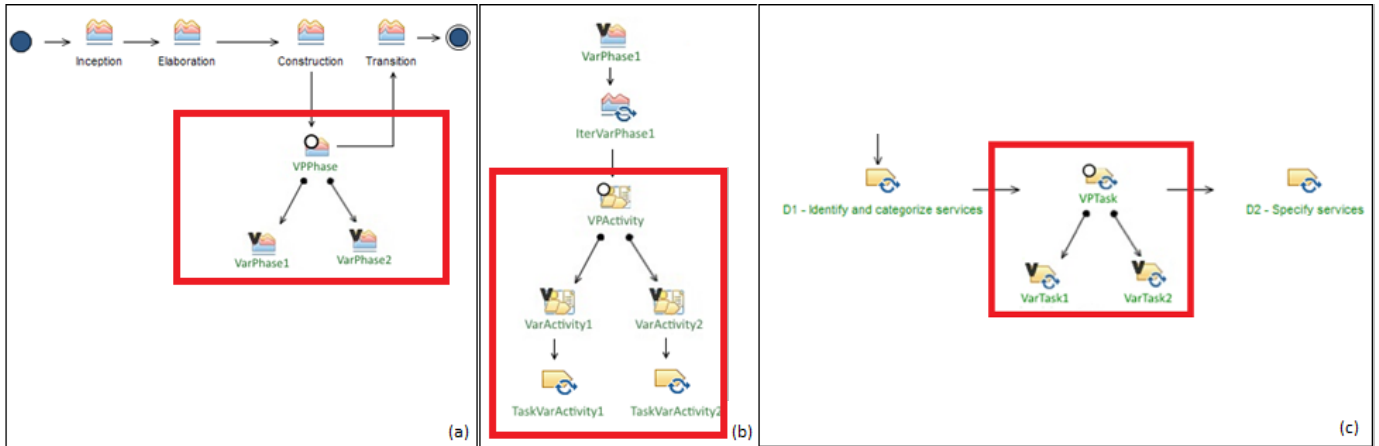 Inception
Elaboration
Construction
Transition
VPPhase
VarPhase1
VarPhase2
(a)
VarPhase1
IterVarPhase1
VPActivity
VarActivity1
VarActivity2
TaskVarActivity1
TaskVarActivity2
(b)
D1 - Identify and categorize services
VPTask
D2 - Specify services
VarTask1
VarTask2
(c)